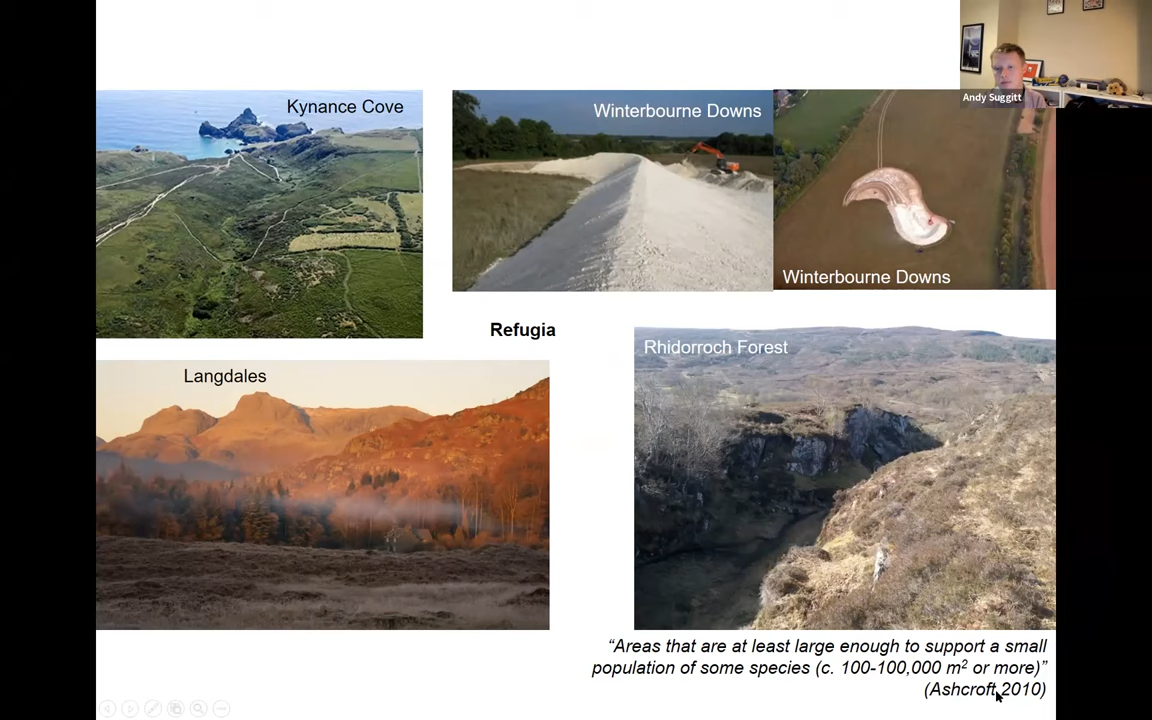 Andy Suggitt
Kynance Cove
Winterbourne Downs
Winterbourne Downs
Refugia
Rhidorroch Forest
Langdales
“Areas that are at least large enough to support a small
population of some species (c. 100-100,000 m² or more)”
(Ashcroft 2010)